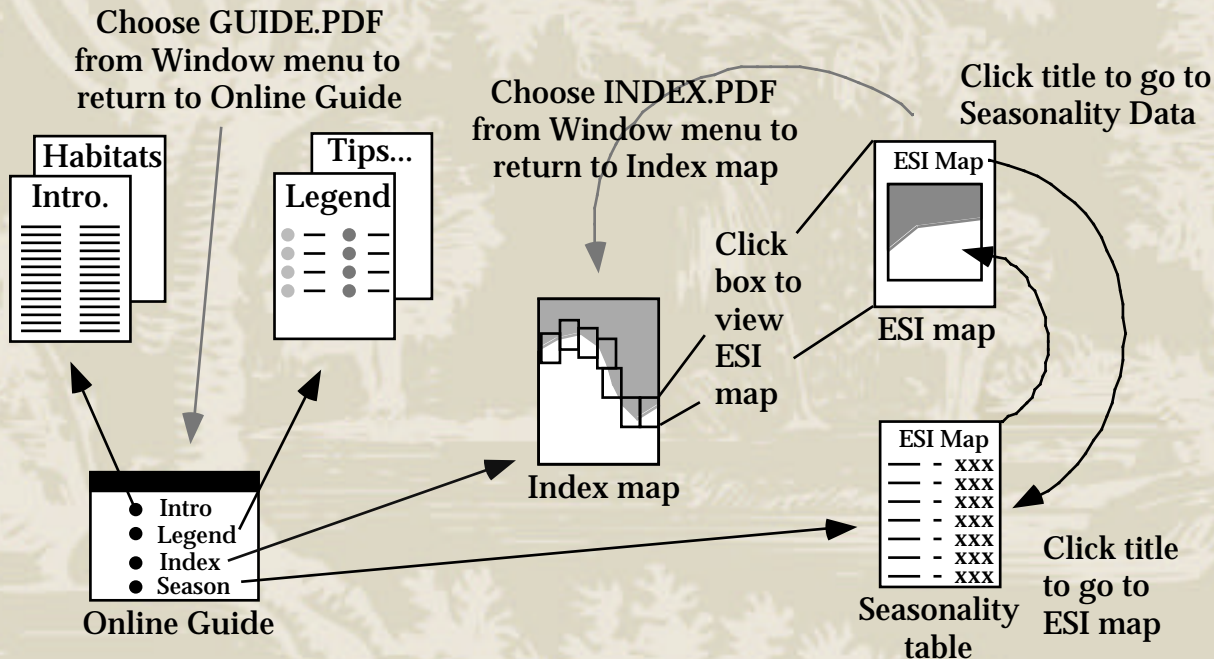 Choose GUIDE.PDF
from Window menu to
return to Online Guide
Habitats
Intro.
Tips...
Legend
Choose INDEX.PDF
from Window menu to
return to Index map
Click title to go to
Seasonality Data
ESI Map
ESI map
Click
box to
view
ESI
map
Index map
Intro
Legend
Index
Season
Online Guide
ESI Map
- xxx
- xxx
- xxx
- xxx
- xxx
- xxx
- xxx
Seasonality
table
Click title
to go to
ESI map